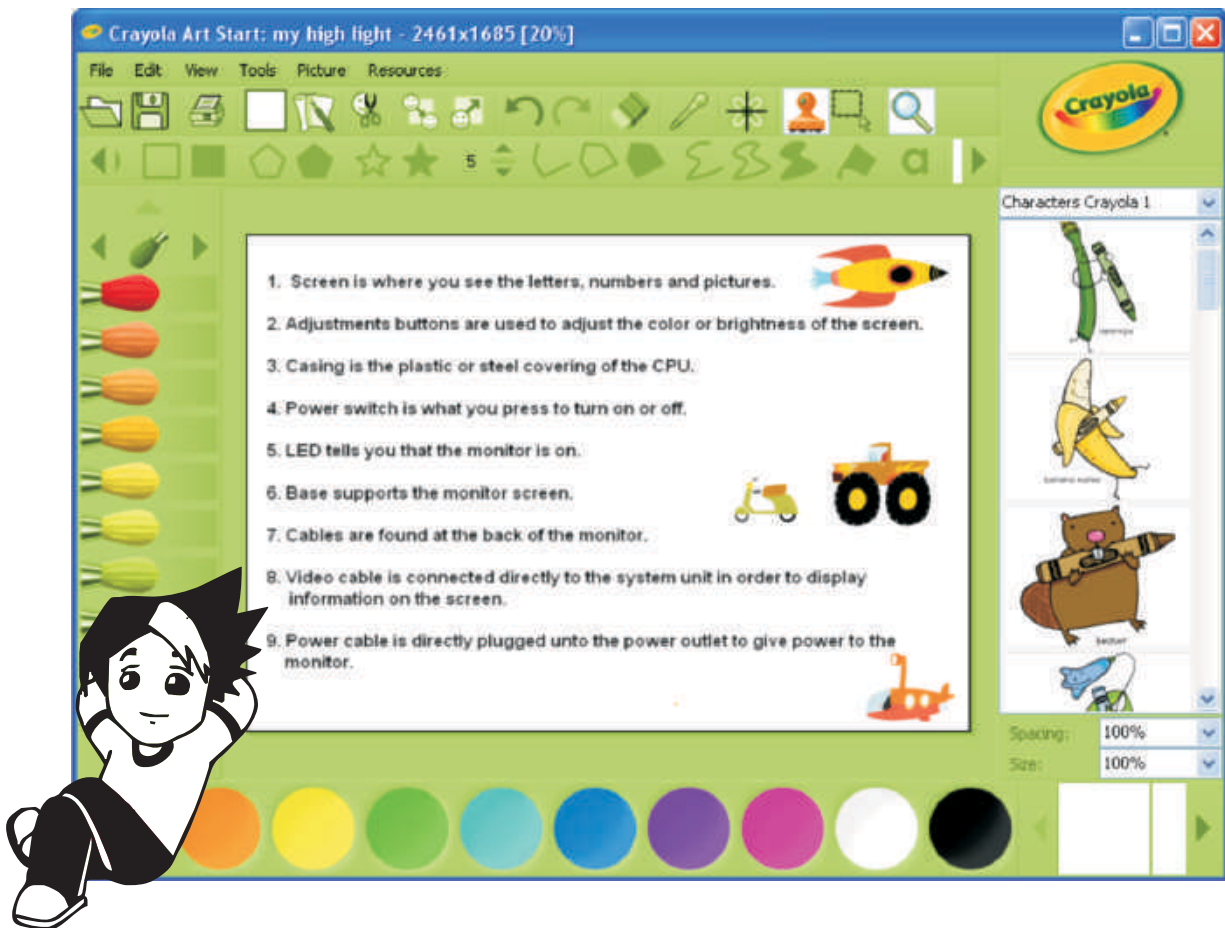 Crayola Art Start: my high light - 2461x1685 [20%]
File Edit View Tools Picture Resources
Crayola
5
a
Characters Crayola 1
1. Screen is where you see the letters, numbers and pictures.
2. Adjustments buttons are used to adjust the color or brightness of the screen.
3. Casing is the plastic or steel covering of the CPU.
4. Power switch is what you press to turn on or off.
5. LED tells you that the monitor is on.
6. Base supports the monitor screen.
7. Cables are found at the back of the monitor.
8. Video cable is connected directly to the system unit in order to display
information on the screen.
9. Power cable is directly plugged unto the power outlet to give power to the
monitor.
beaver
Spacing: 100%
Size: 100%